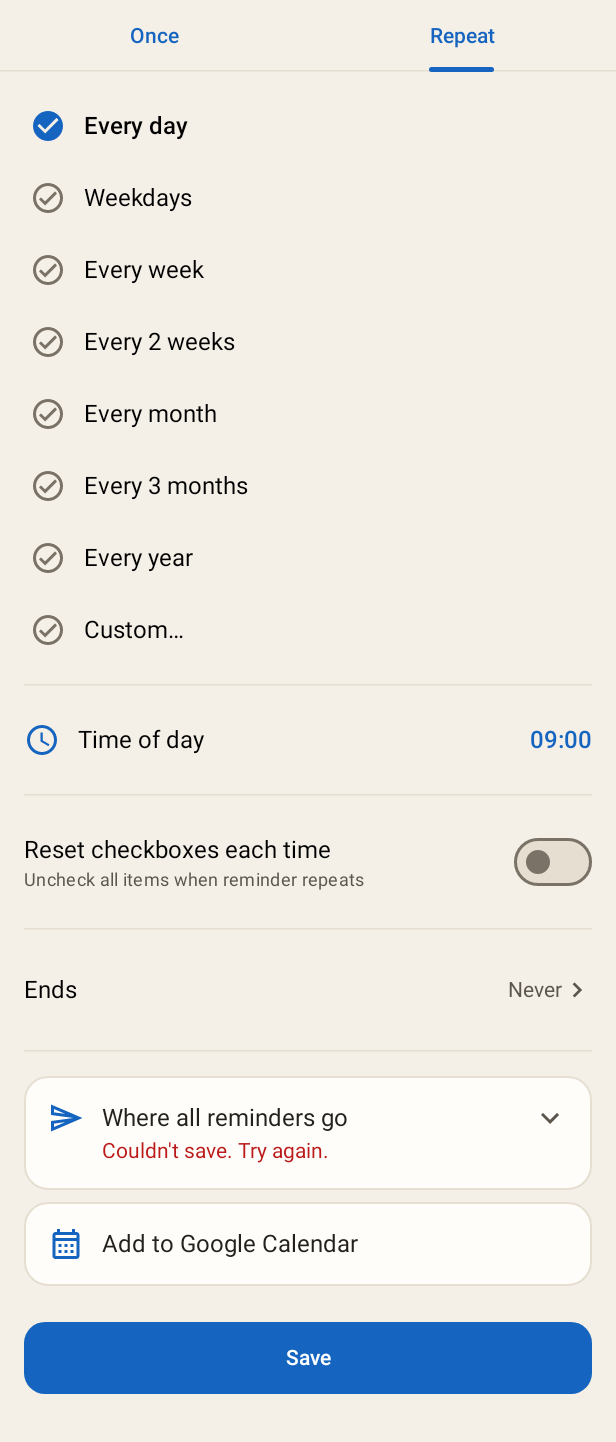 Once
Repeat
Every day
Weekdays
Every week
Every 2 weeks
Every month
Every 3 months
Every year
Custom...
Time of day
09:00
Reset checkboxes each time
Uncheck all items when reminder repeats
Ends
Never
Where all reminders go
Couldn't save. Try again.
Add to Google Calendar
Save